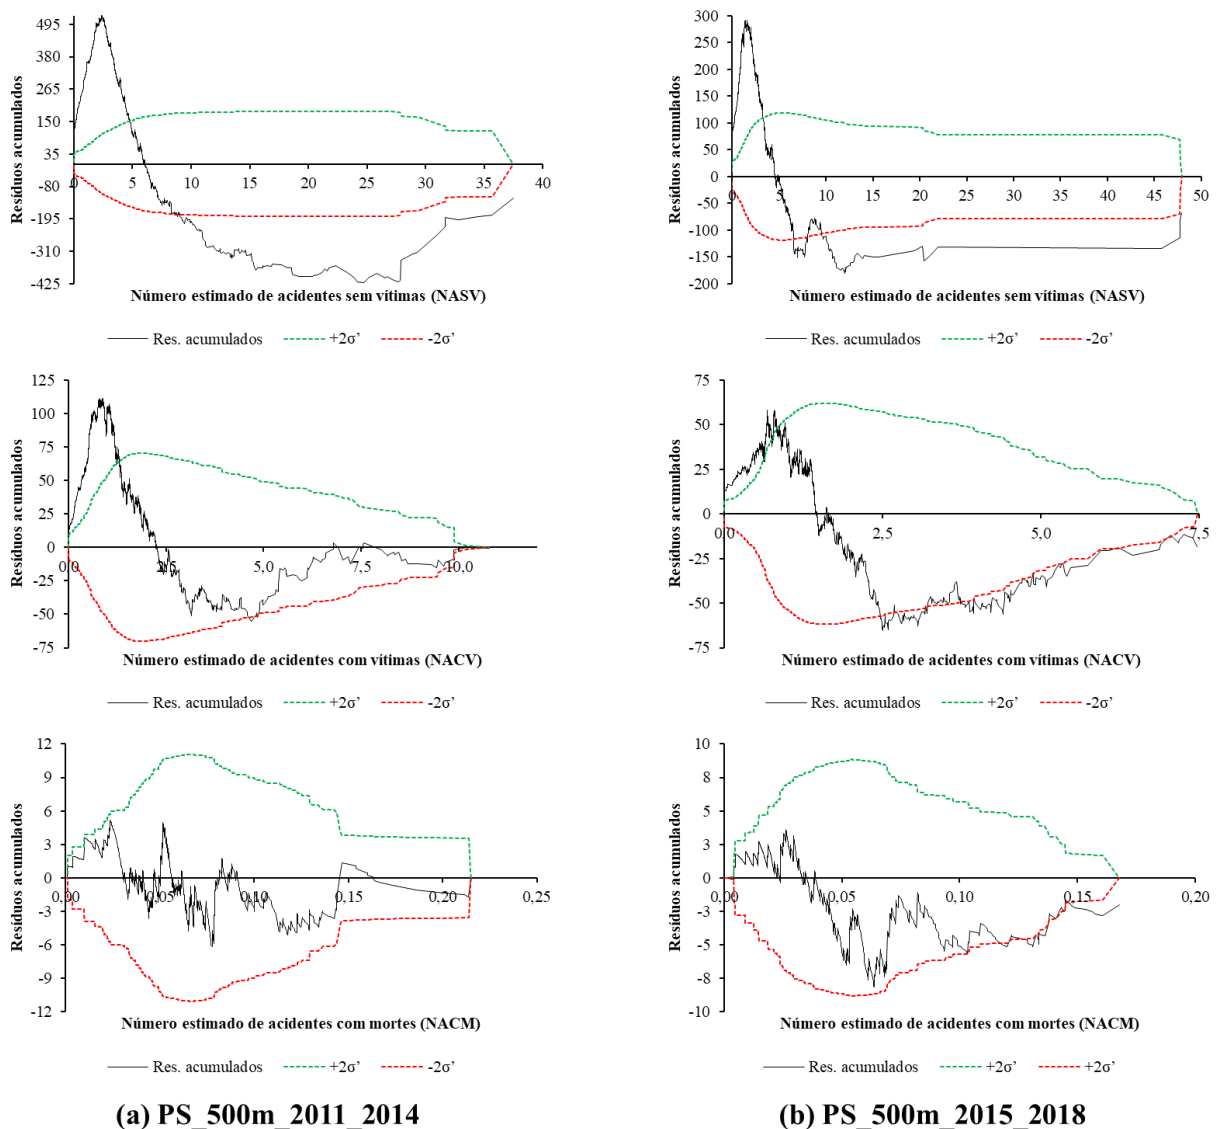 495
380
265
150
35
-80
-195
-310
-425
0
5
10
15
20
25
30
35
40
Resíduos acumulados
Número estimado de acidentes sem vítimas (NASV)
Res. acumulados
+2σ’
-2σ’
300
250
200
150
100
50
0
-50
-100
-150
-200
0
5
10
15
20
25
30
35
40
45
50
Resíduos acumulados
Número estimado de acidentes sem vítimas (NASV)
Res. acumulados
+2σ’
-2σ’
125
100
75
50
25
0
-25
-50
-75
0,0
2,5
5,0
7,5
10,0
Resíduos acumulados
Número estimado de acidentes com vítimas (NACV)
Res. acumulados
+2σ’
-2σ’
75
50
25
0
-25
-50
-75
0,0
2,5
5,0
7,5
Resíduos acumulados
Número estimado de acidentes com vítimas (NACV)
Res. acumulados
+2σ’
-2σ’
12
9
6
3
0
-3
-6
-9
-12
0,00
0,05
0,10
0,15
0,20
0,25
Resíduos acumulados
Número estimado de acidentes com mortes (NACM)
Res. acumulados
+2σ’
-2σ’
10
8
5
3
0
-3
-5
-8
-10
0,00
0,05
0,10
0,15
0,20
Resíduos acumulados
Número estimado de acidentes com mortes (NACM)
Res. acumulados
+2σ’
+2σ’
(a) PS_500m_2011_2014
(b) PS_500m_2015_2018